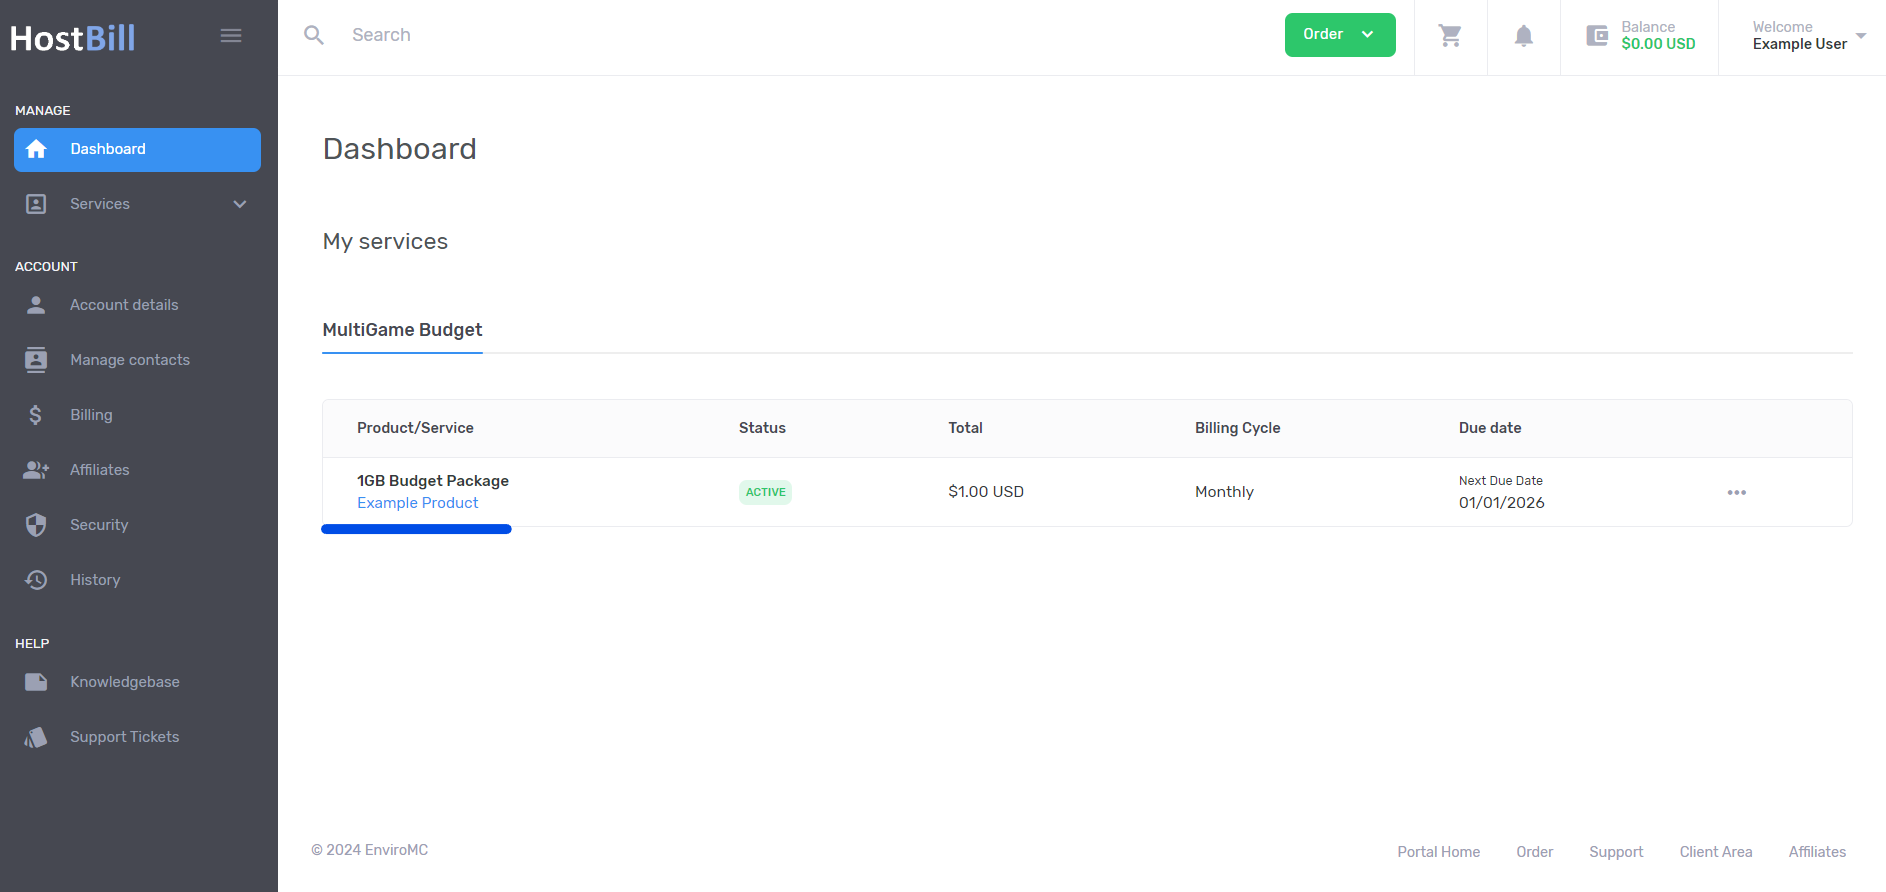 HostBill
Search
Order
Balance
$0.00 USD
Welcome
Example User
MANAGE
Dashboard
Services
ACCOUNT
Account details
Manage contacts
Billing
Affiliates
Security
History
HELP
Knowledgebase
Support Tickets
Dashboard
My services
MultiGame Budget
Product/Service Status Total Billing Cycle Due date
1GB Budget Package
Example Product
ACTIVE
$1.00 USD
Monthly
Next Due Date
01/01/2026
© 2024 EnviroMC
Portal Home Order Support Client Area Affiliates